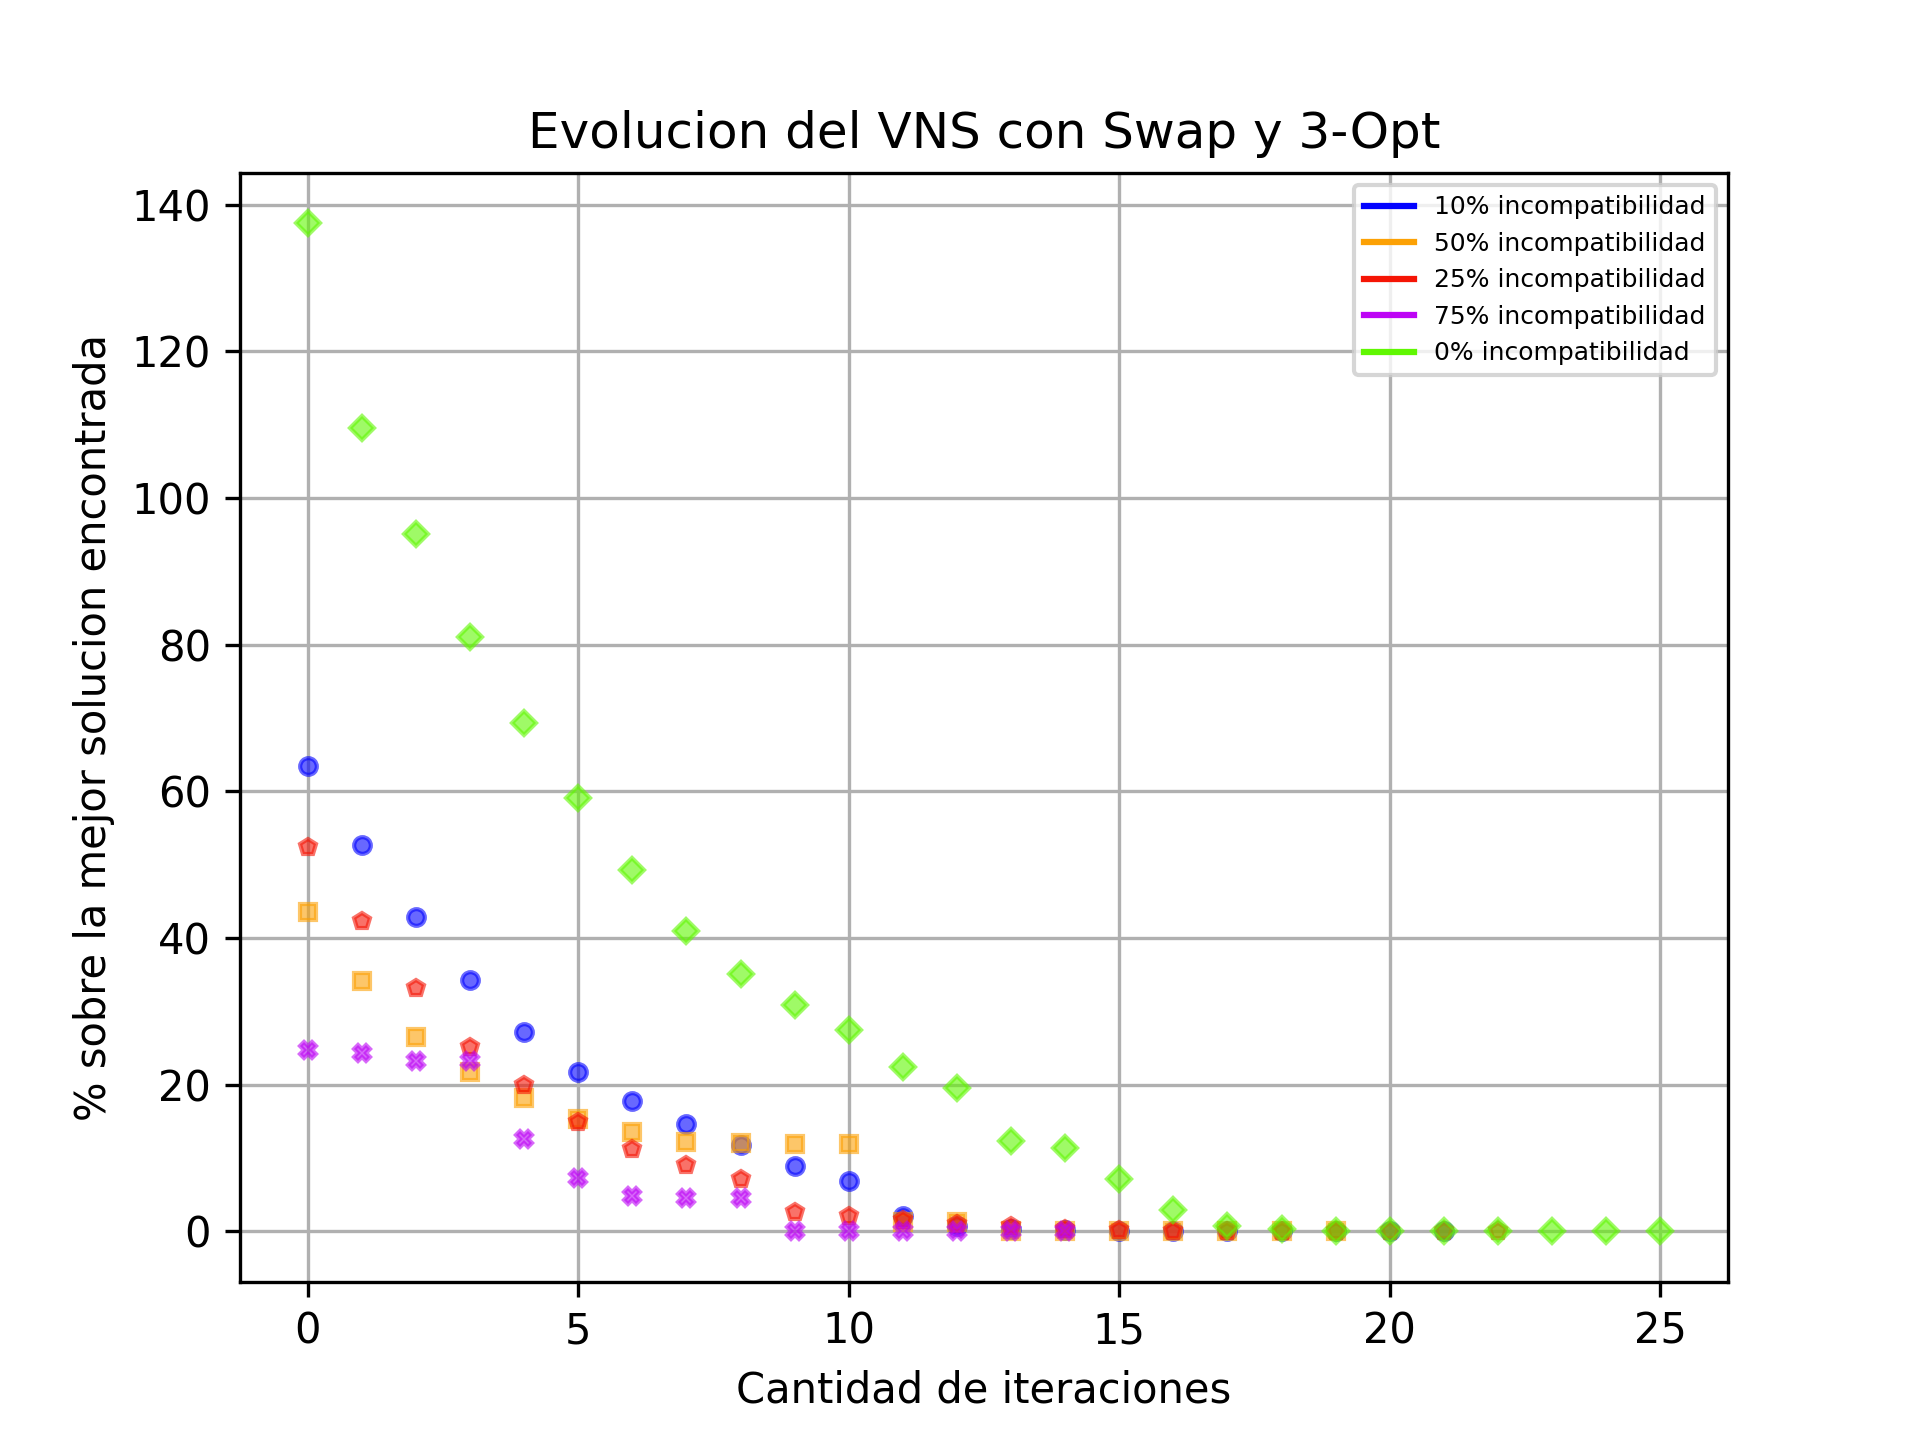 Evolucion del VNS con Swap y 3-Opt
140
120
100
80
60
40
20
0
% sobre la mejor solucion encontrada
10% incompatibilidad
50% incompatibilidad
25% incompatibilidad
75% incompatibilidad
0% incompatibilidad
0 5 10 15 20 25
Cantidad de iteraciones